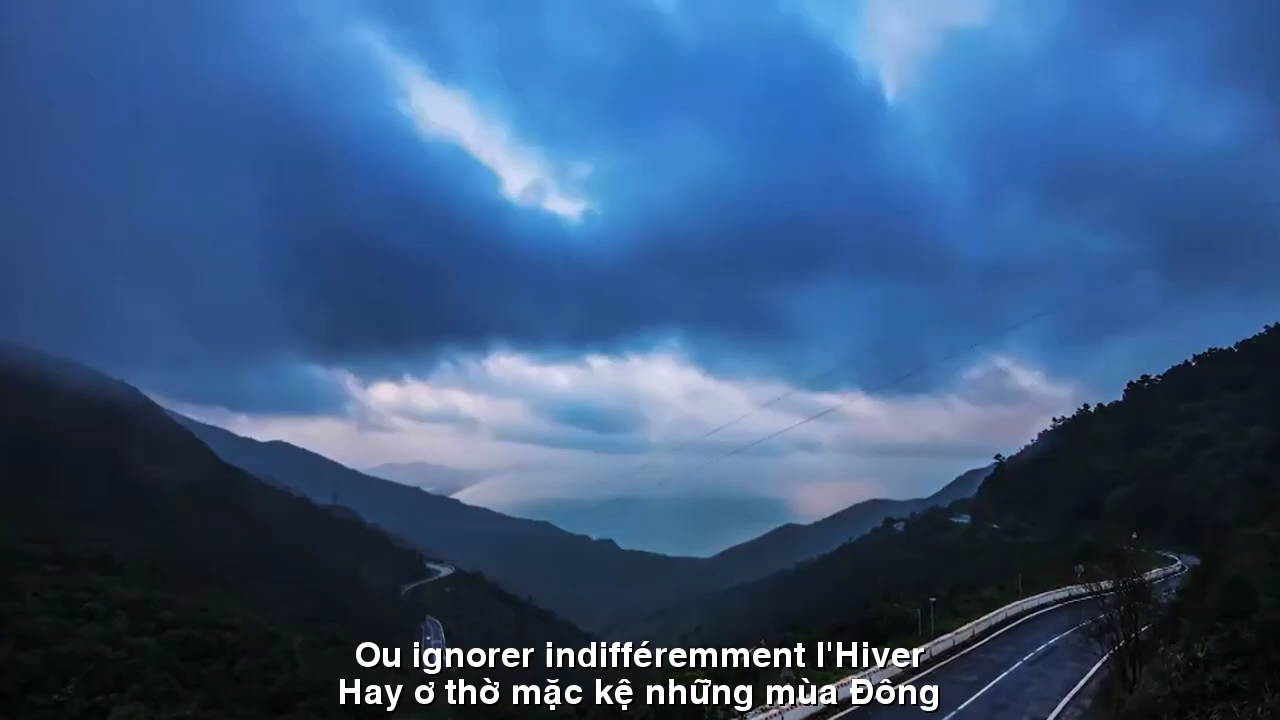 Ou ignorer indifféremment l'Hiver
Hay ơ thờ mặc kệ những mùa Đông